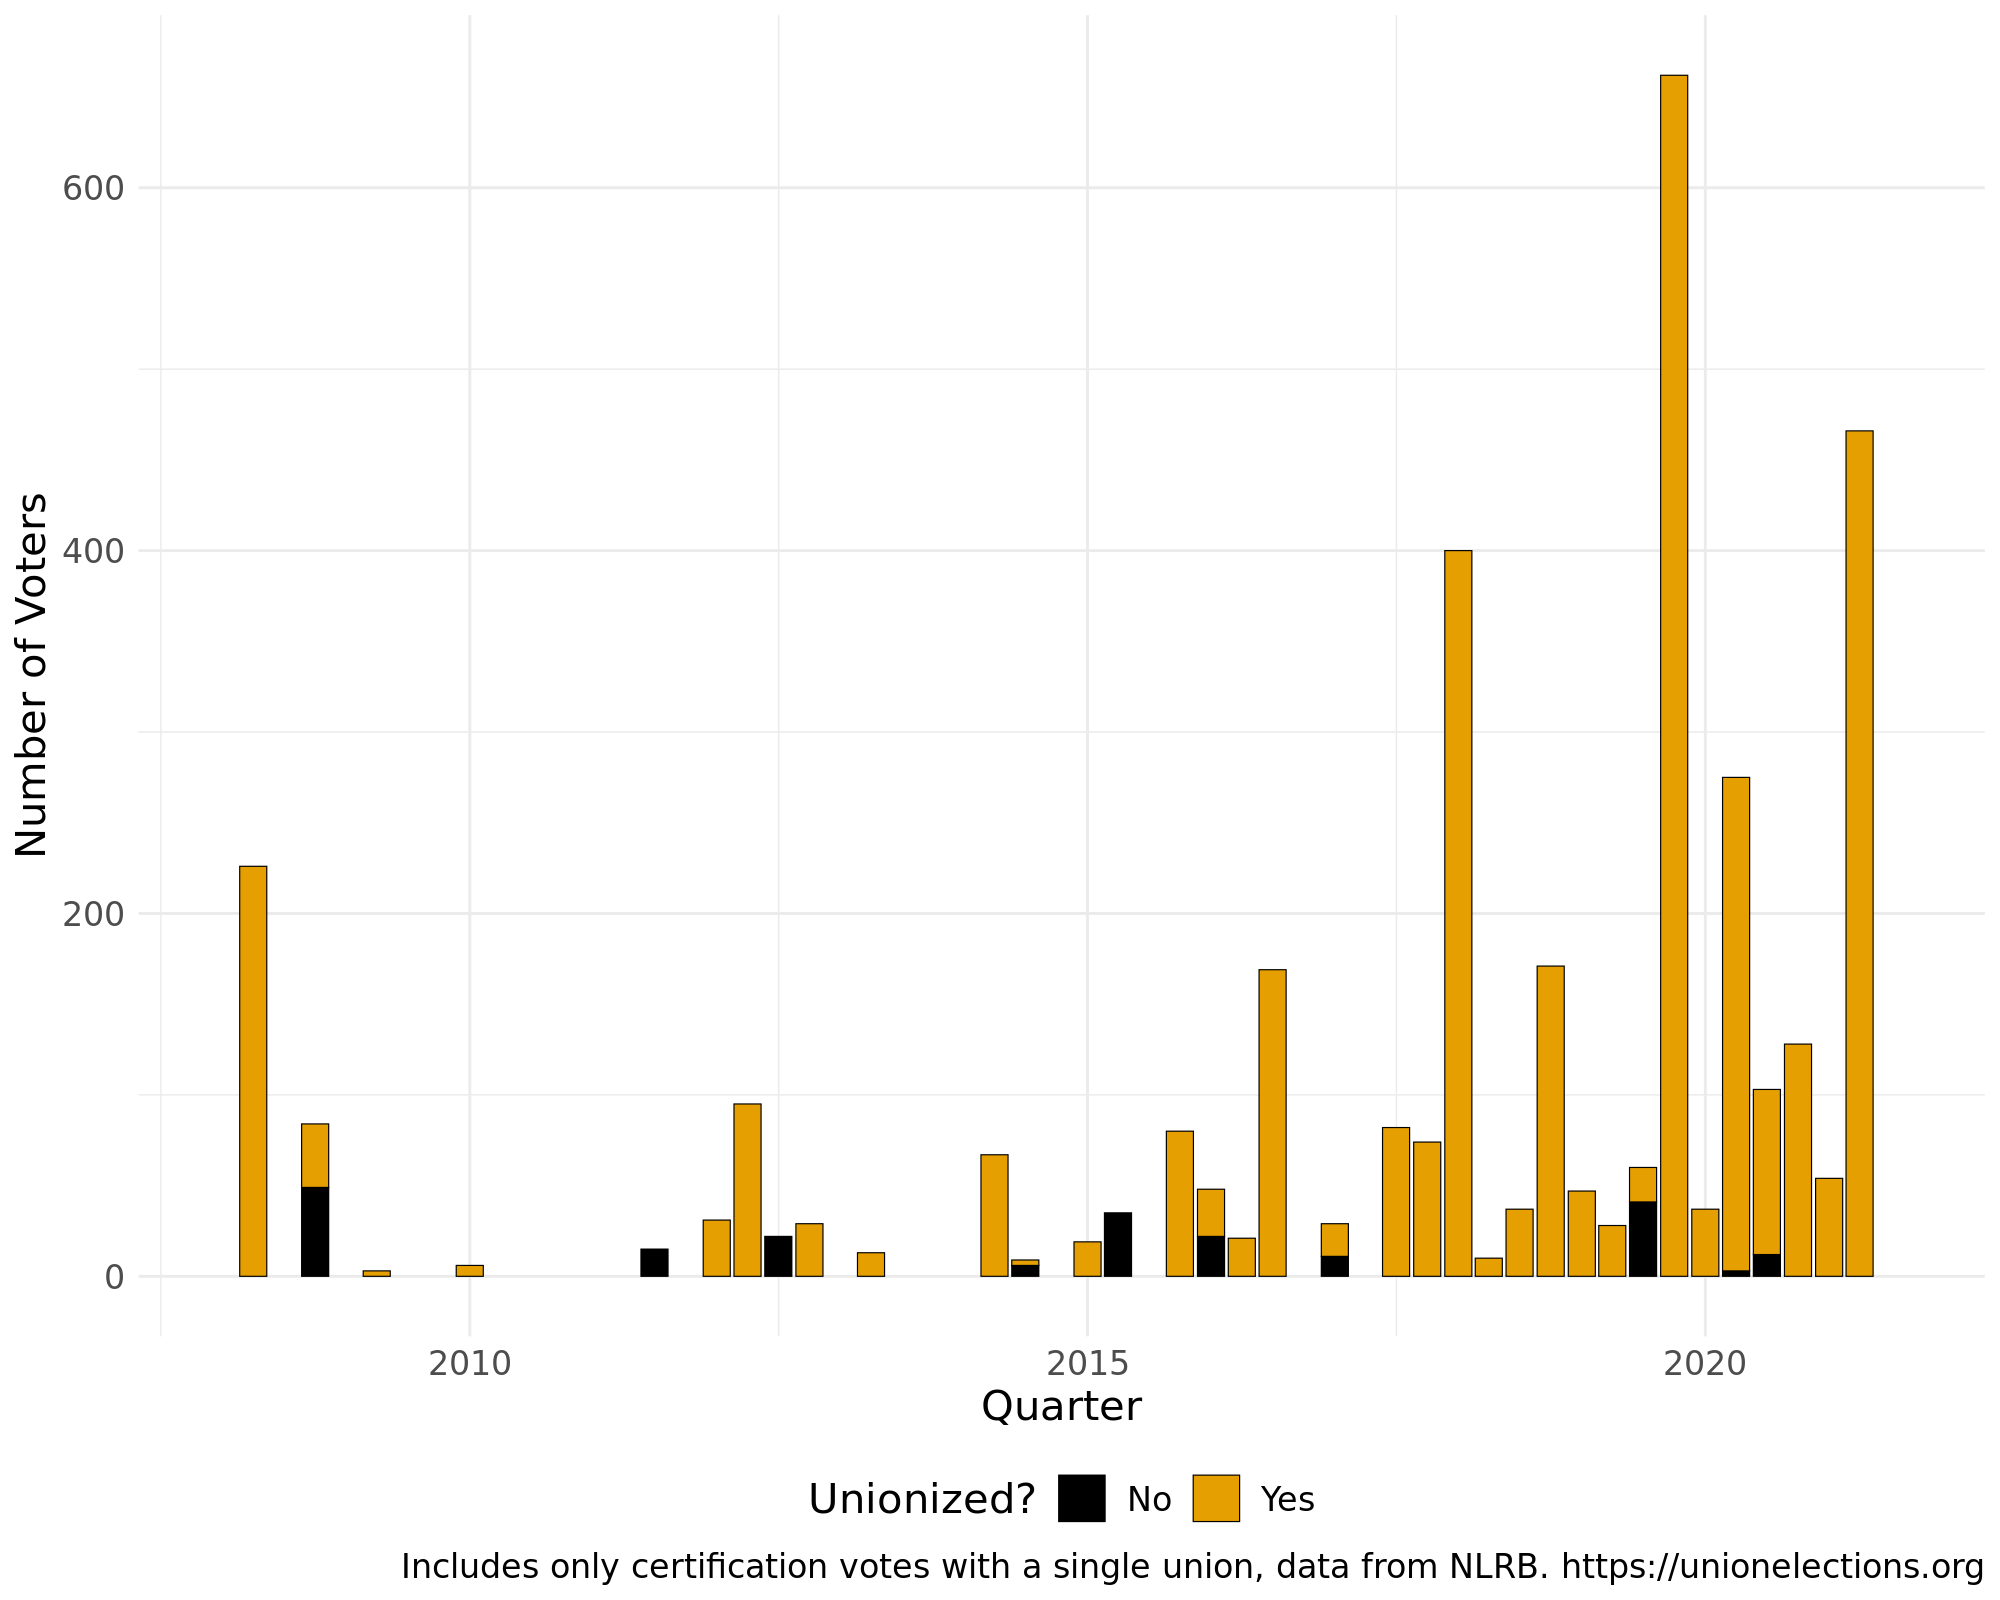 600
400
200
0
Number of Voters
2010 2015 2020
Quarter
Unionized? No Yes
Includes only certification votes with a single union, data from NLRB. https://unionelections.org